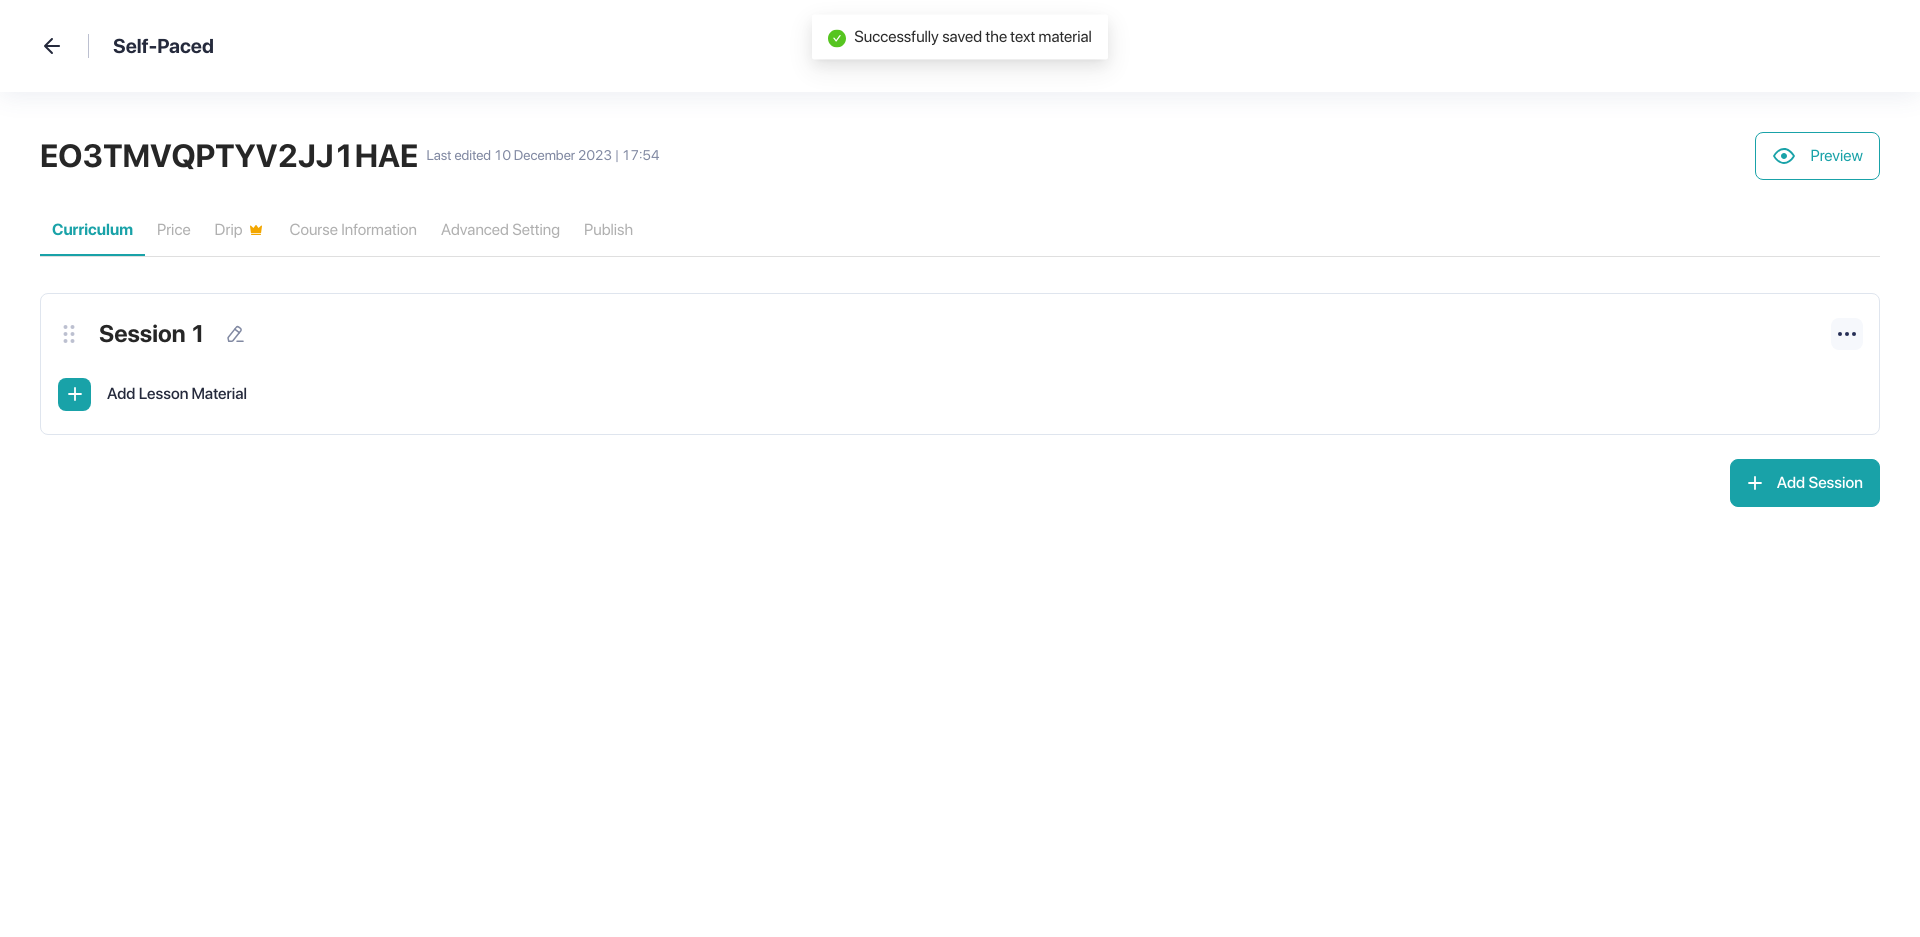 Self-Paced
Successfully saved the text material
EO3TMVQPTYV2JJ1HAE Last edited 10 December 2023 | 17:54
Preview
Curriculum Price Drip Course Information Advanced Setting Publish
Session 1
Add Lesson Material
Add Session